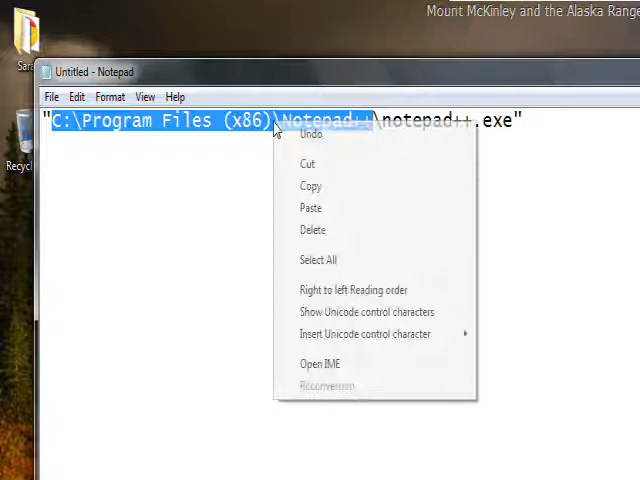 Mount McKinley and the Alaska Range
Sara
Untitled - Notepad
File Edit Format View Help
"C:\Program Files (x86)\Notepad++\notepad++.exe"
Recycl
Undo
Cut
Copy
Paste
Delete
Select All
Right to left Reading order
Show Unicode control characters
Insert Unicode control character
Open IME
Reconversion